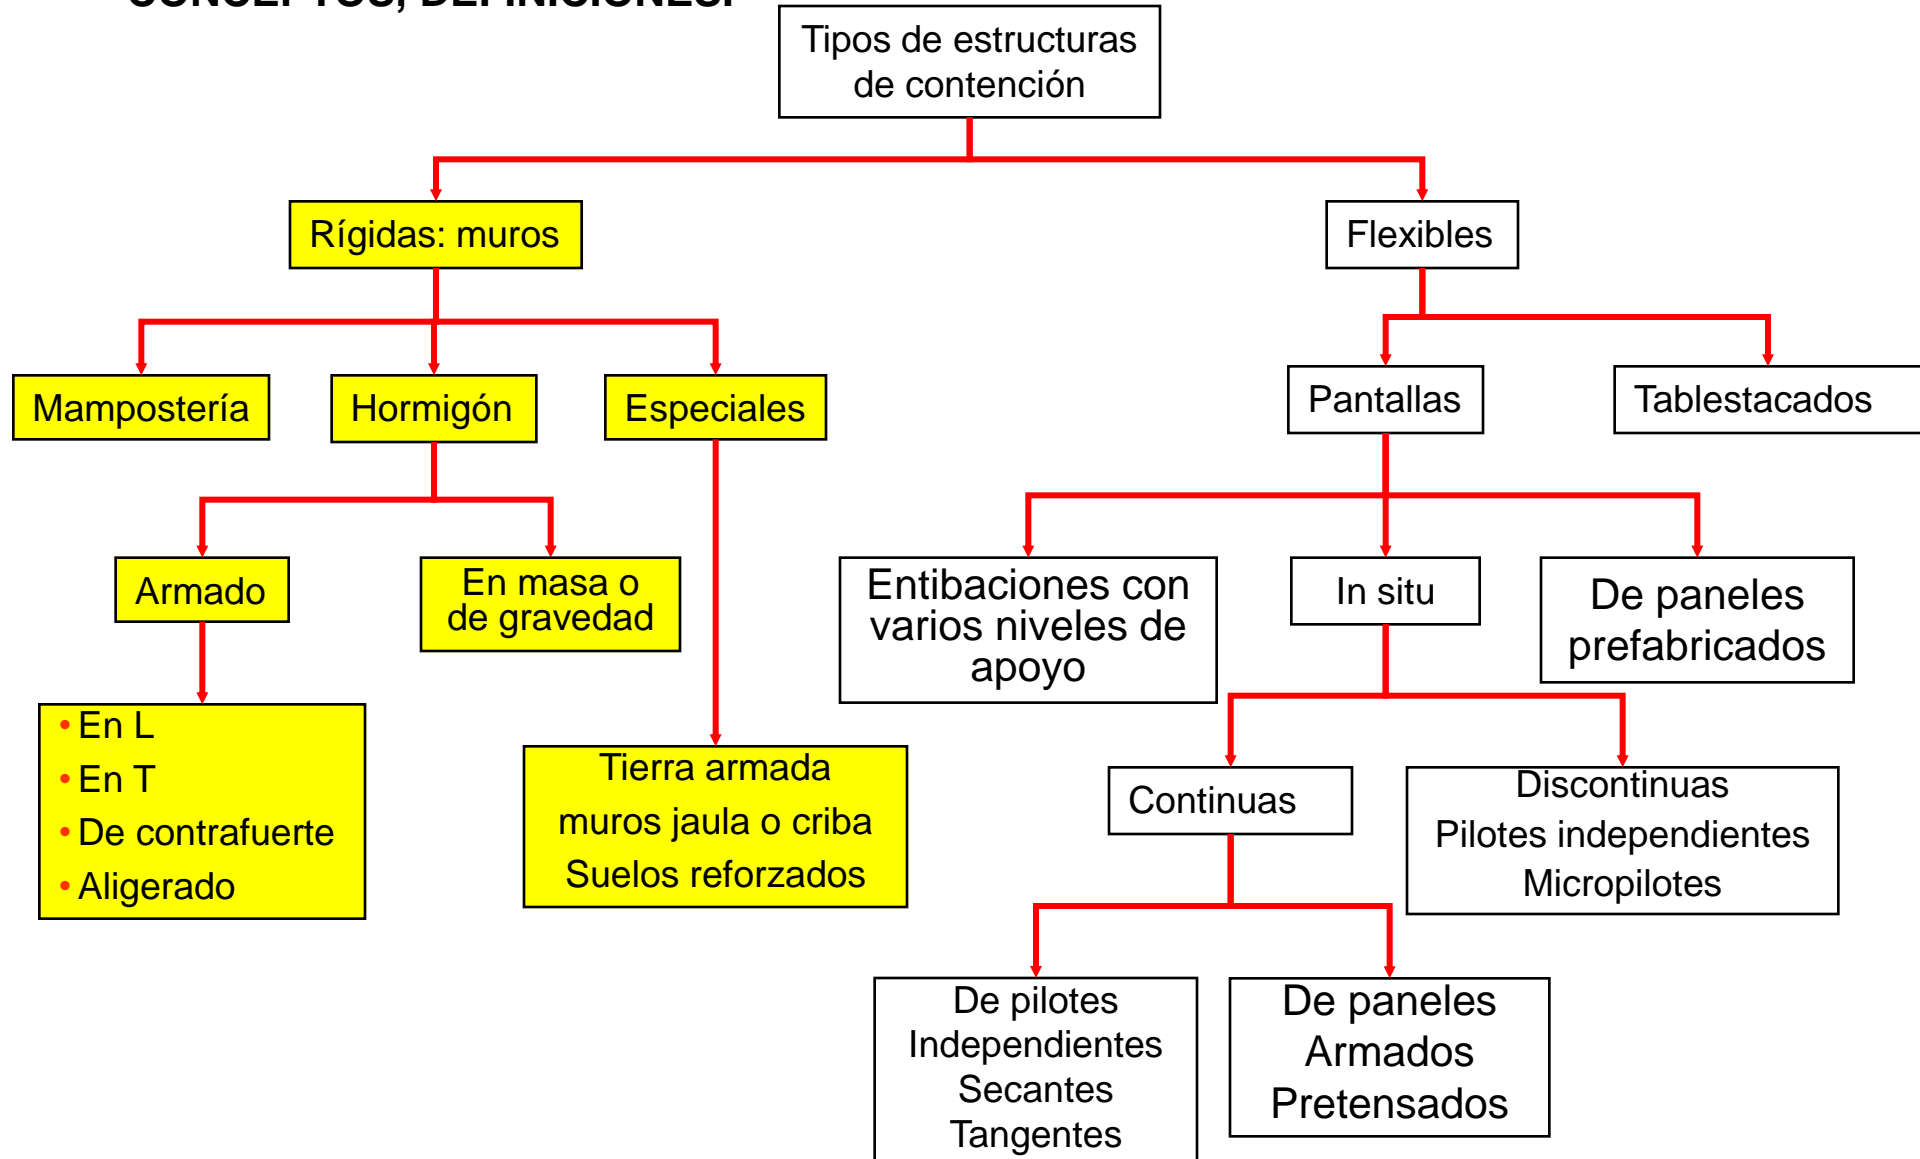 CONCEPTOS, DEFINICIONES.
Tipos de estructuras
de contención
Rígidas: muros
Flexibles
Mampostería
Hormigón
Especiales
Pantallas
Tablestacados
Armado
En masa o
de gravedad
Entibaciones con
varios niveles de
apoyo
In situ
De paneles
prefabricados
• En L
• En T
• De contrafuerte
• Aligerado
Tierra armada
muros jaula o criba
Suelos reforzados
Continuas
Discontinuas
Pilotes independientes
Micropilotes
De pilotes
Independientes
Secantes
Tangentes
De paneles
Armados
Pretensados